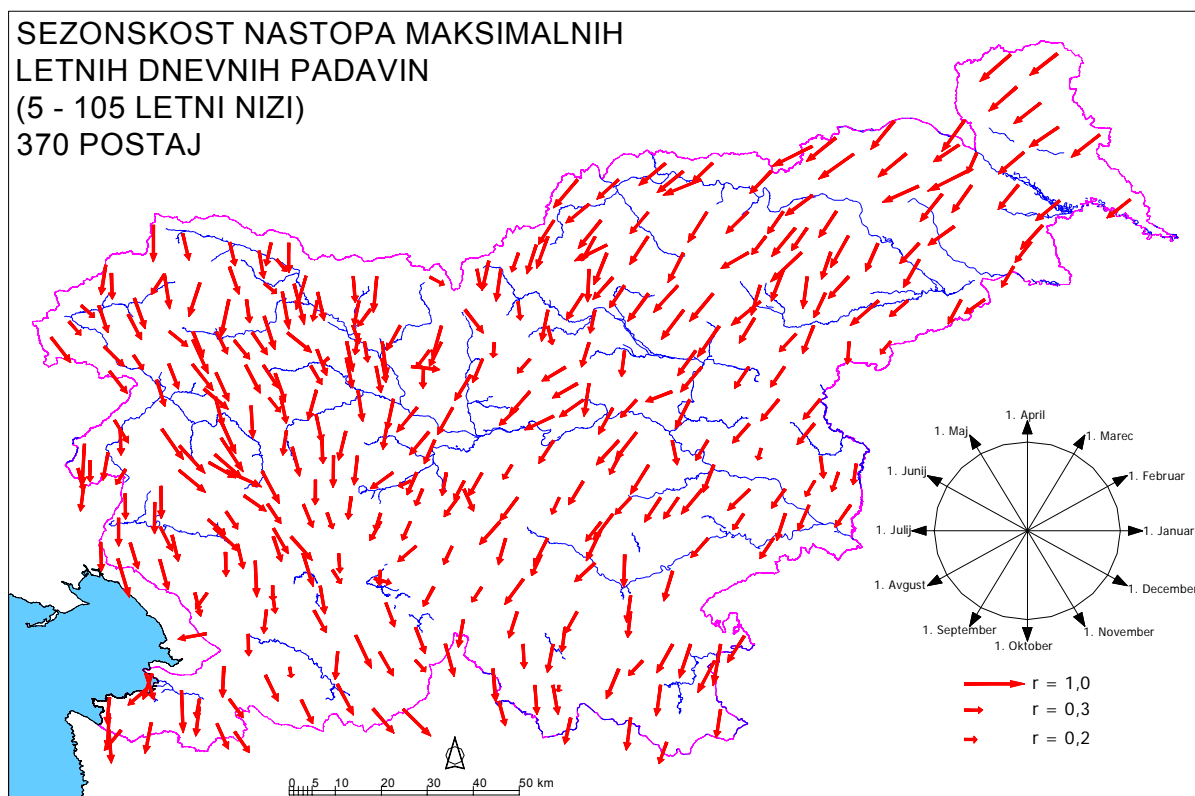 SEZONSKOST NASTOPA MAKSIMALNIH
LETNIH DNEVNIH PADAVIN
(5 - 105 LETNI NIZI)
370 POSTAJ
1. April
1. Maj
1. Marec
1. Junij
1. Februar
1. Julij
1. Januar
1. Avgust
1. December
1. September
1. November
1. Oktober
r = 1,0
r = 0,3
r = 0,2
0 5 10 20 30 40 50 km